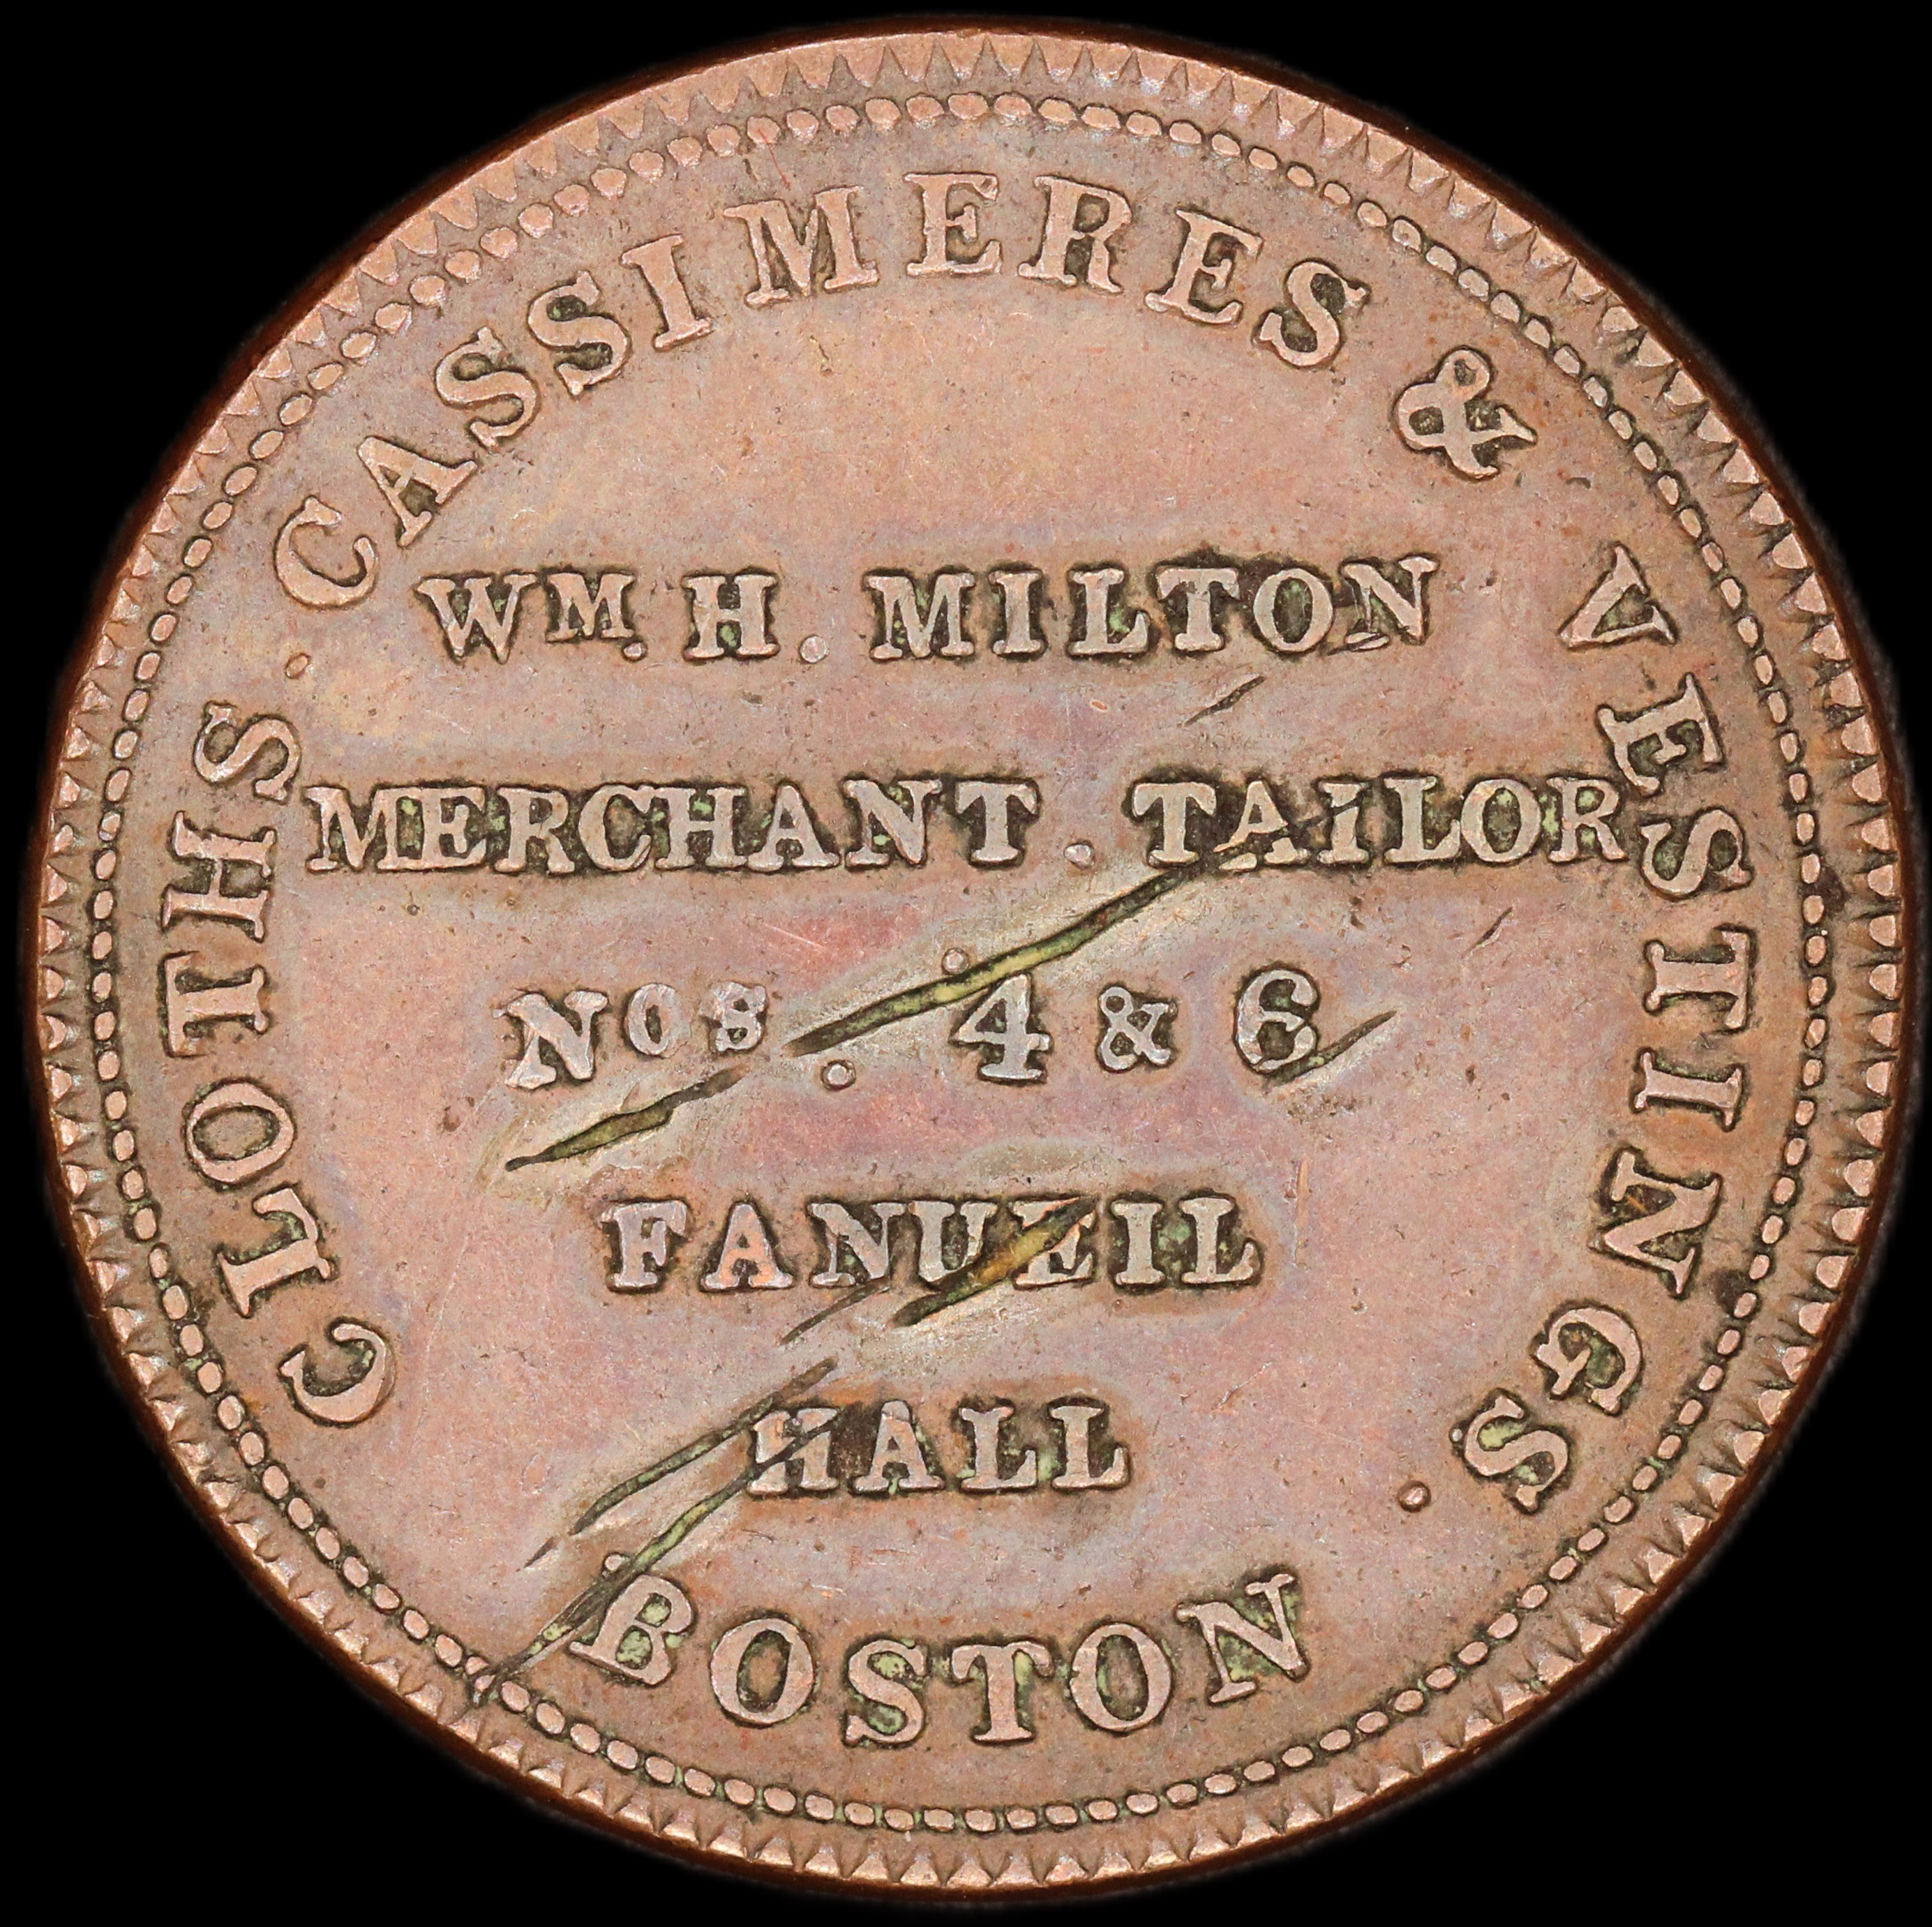 CLOTHS . CASSIMERES & VESTINGS .
WM. H. MILTON
MERCHANT . TAILOR
NOS . 4 & 6
FANUEIL
HALL
BOSTON